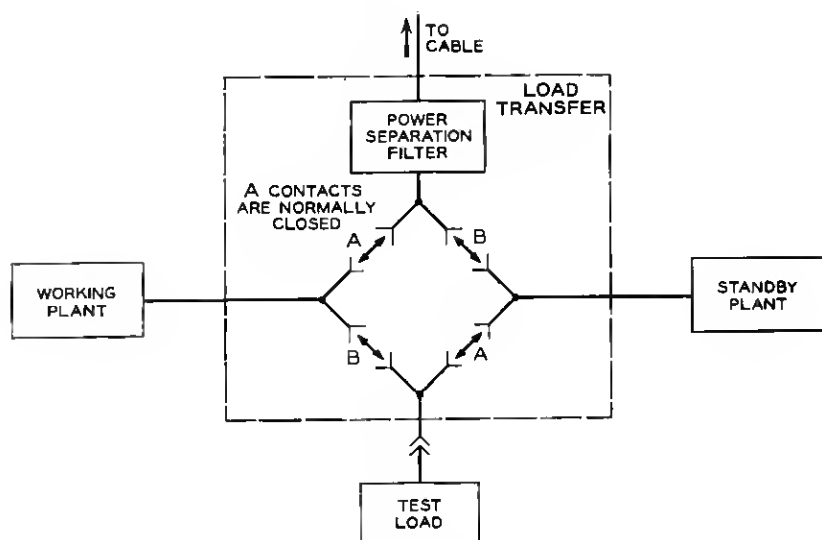 TO
CABLE
LOAD
TRANSFER
POWER
SEPARATION
FILTER
A CONTACTS
ARE NORMALLY
CLOSED
A
B
WORKING
PLANT
STANDBY
PLANT
B
A
TEST
LOAD